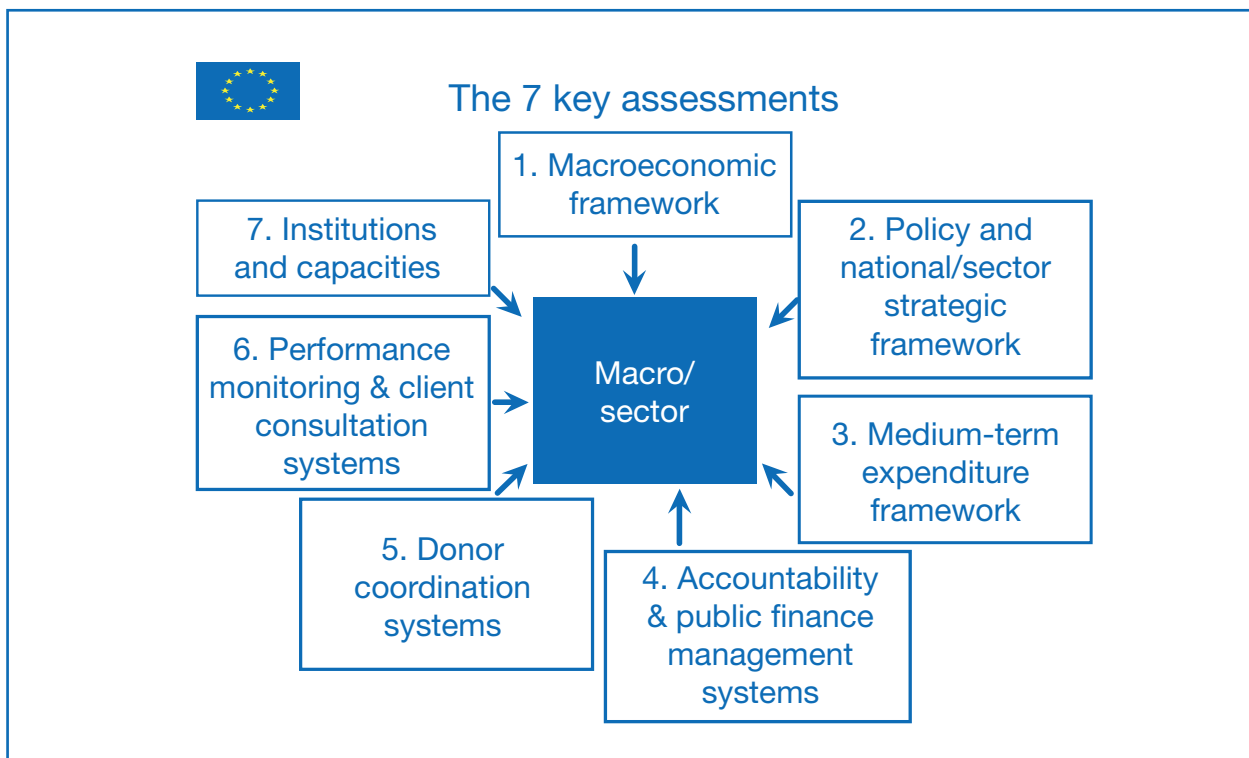 The 7 key assessments
1. Macroeconomic
framework
2. Policy and
national/sector
strategic
framework
3. Medium-term
expenditure
framework
4. Accountability
& public finance
management
systems
5. Donor
coordination
systems
6. Performance
monitoring & client
consultation
systems
7. Institutions
and capacities
Macro/
sector